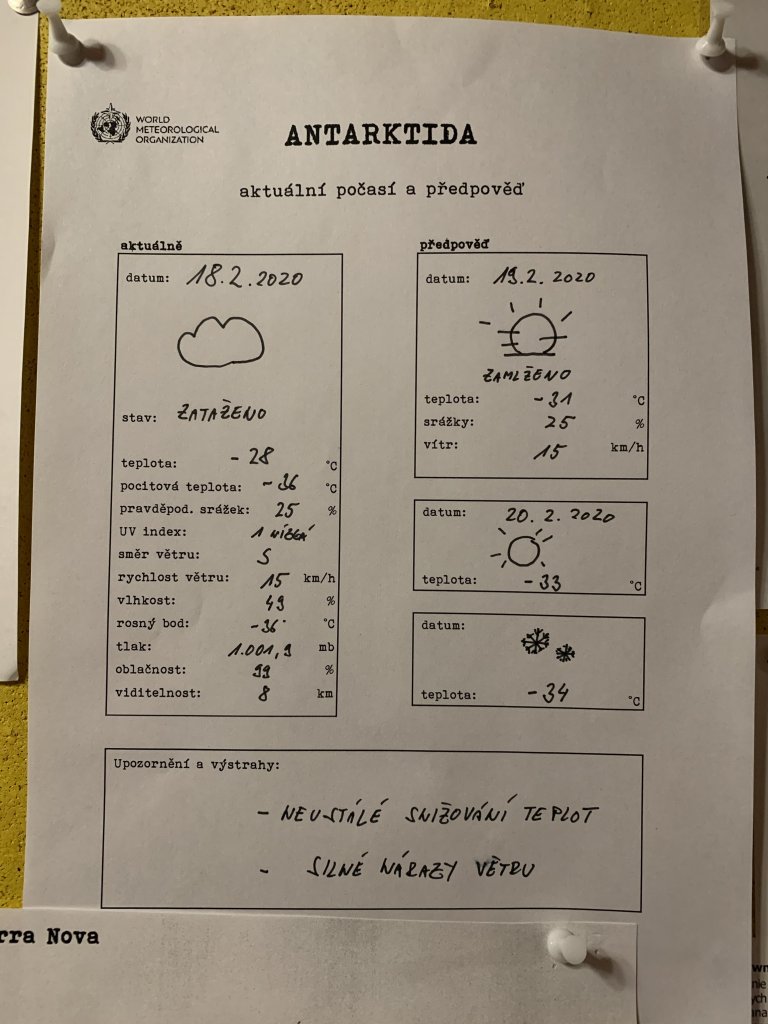 WORLD
METEOROLOGICAL
ORGANIZATION
ANTARKTIDA
aktuální počasí a předpověď
aktuálně
datum: 18.2.2020
stav: ZATAŽENO
teplota: -28 °C
pocitová teplota: -36 °C
pravděpod. srážek: 25 %
UV index: 1 NÍZKÁ
směr větru: S
rychlost větru: 15 km/h
vlhkost: 49 %
rosný bod: -36 °C
tlak: 1.001,9 mb
oblačnost: 99 %
viditelnost: 8 km
předpověď
datum: 19.2.2020
ZAMLŽENO
teplota: -31 °C
srážky: 25 %
vítr: 15 km/h
datum: 20.2.2020
teplota: -33 °C
datum:
teplota: -34 °C
Upozornění a výstrahy:
- NEUSTÁLÉ SNIŽOVÁNÍ TEPLOT
- SILNÉ NÁRAZY VĚTRU
rra Nova